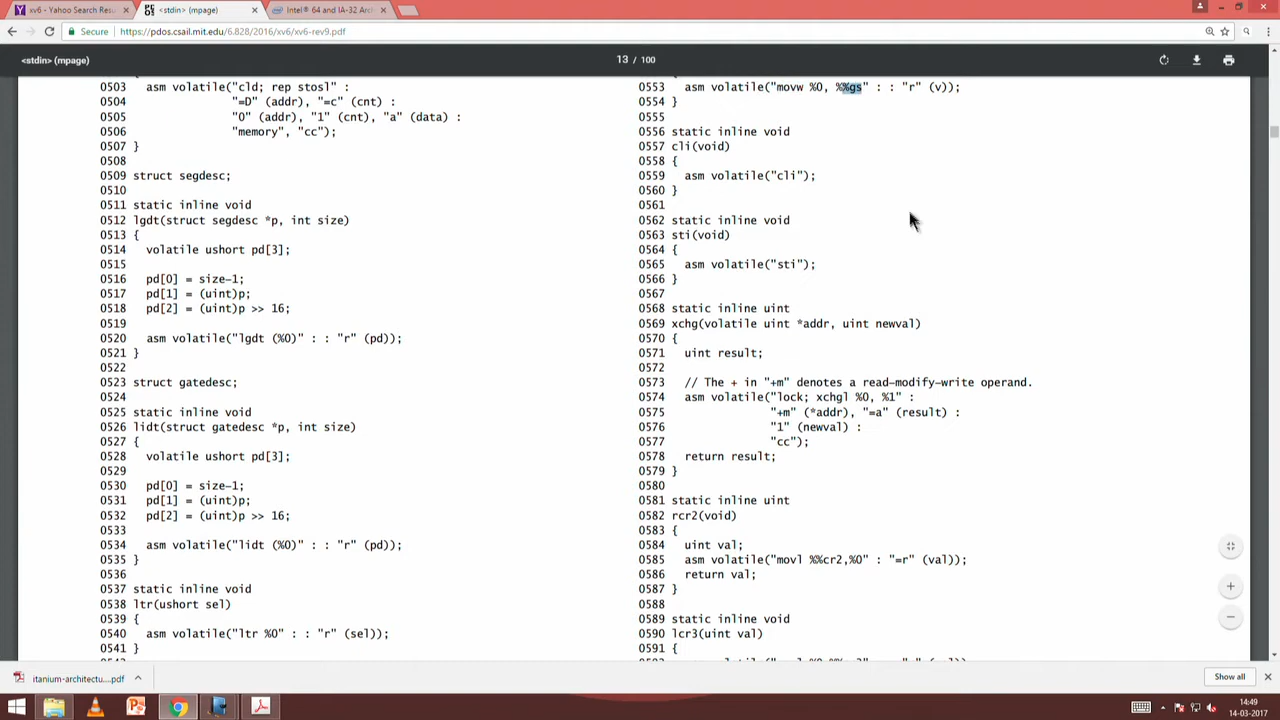 xv6 - Yahoo Search Resu
<stdin> (mpage)
Intel® 64 and IA-32 Arch
Secure
https://pdos.csail.mit.edu/6.828/2016/xv6/xv6-rev9.pdf
<stdin> (mpage)
13 / 100
0503 asm volatile("cld; rep stosl" :
0504 "=D" (addr), "=c" (cnt) :
0505 "0" (addr), "1" (cnt), "a" (data) :
0506 "memory", "cc");
0507 }
0508
0509 struct segdesc;
0510
0511 static inline void
0512 lgdt(struct segdesc *p, int size)
0513 {
0514 volatile ushort pd[3];
0515
0516 pd[0] = size-1;
0517 pd[1] = (uint)p;
0518 pd[2] = (uint)p >> 16;
0519
0520 asm volatile("lgdt (%0)" : : "r" (pd));
0521 }
0522
0523 struct gatedesc;
0524
0525 static inline void
0526 lidt(struct gatedesc *p, int size)
0527 {
0528 volatile ushort pd[3];
0529
0530 pd[0] = size-1;
0531 pd[1] = (uint)p;
0532 pd[2] = (uint)p >> 16;
0533
0534 asm volatile("lidt (%0)" : : "r" (pd));
0535 }
0536
0537 static inline void
0538 ltr(ushort sel)
0539 {
0540 asm volatile("ltr %0" : : "r" (sel));
0541 }
0553 asm volatile("movw %0, %%gs" : : "r" (v));
0554 }
0555
0556 static inline void
0557 cli(void)
0558 {
0559 asm volatile("cli");
0560 }
0561
0562 static inline void
0563 sti(void)
0564 {
0565 asm volatile("sti");
0566 }
0567
0568 static inline uint
0569 xchg(volatile uint *addr, uint newval)
0570 {
0571 uint result;
0572
0573 // The + in "+m" denotes a read-modify-write operand.
0574 asm volatile("lock; xchgl %0, %1" :
0575 "+m" (*addr), "=a" (result) :
0576 "1" (newval) :
0577 "cc");
0578 return result;
0579 }
0580
0581 static inline uint
0582 rcr2(void)
0583 {
0584 uint val;
0585 asm volatile("movl %%cr2,%0" : "=r" (val));
0586 return val;
0587 }
0588
0589 static inline void
0590 lcr3(uint val)
0591 {
itanium-architectu....pdf
Show all
14:49
14-03-2017